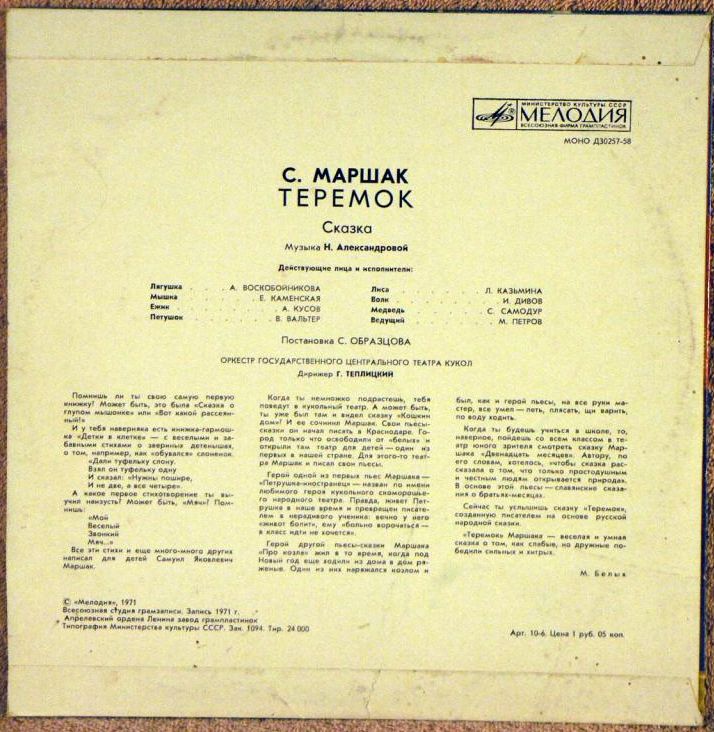 МИНИСТЕРСТВО КУЛЬТУРЫ СССР
МЕЛОДИЯ
ВСЕСОЮЗНАЯ ФИРМА ГРАМПЛАСТИНОК
МОНО Д30257-58
С. МАРШАК
ТЕРЕМОК
Сказка
Музыка Н. Александровой
Действующие лица и исполнители:
Лягушка . . . . . А. ВОСКОБОЙНИКОВА
Мышка . . . . . . . . Е. КАМЕНСКАЯ
Ежик . . . . . . . . . . . А. КУСОВ
Петушок . . . . . . . . . В. ВАЛЬТЕР
Лиса . . . . . . . . . Л. КАЗЬМИНА
Волк . . . . . . . . . . . И. ДИВОВ
Медведь . . . . . . . . С. САМОДУР
Ведущий . . . . . . . . . М. ПЕТРОВ
Постановка С. ОБРАЗЦОВА
ОРКЕСТР ГОСУДАРСТВЕННОГО ЦЕНТРАЛЬНОГО ТЕАТРА КУКОЛ
Дирижер Г. ТЕПЛИЦКИЙ
Помнишь ли ты свою самую первую
книжку? Может быть, это была «Сказка о
глупом мышонке» или «Вот какой рассеян-
ный»!
И у тебя наверняка есть книжка-гармош-
ка «Детки в клетке» — с веселыми и за-
бавными стихами о звериных детенышах,
о том, например, как «обувался» слоненок.
«Дали туфельку слону.
Взял он туфельку одну
И сказал: «Нужны пошире,
И не две, а все четыре».
А какое первое стихотворение ты вы-
учил наизусть? Может быть, «Мяч»? Пом-
нишь:
«Мой
Веселый
Звонкий
Мяч...»
Все эти стихи и еще много-много других
написал для детей Самуил Яковлевич
Маршак.
Когда ты немножко подрастешь, тебя
поведут в кукольный театр. А может быть,
ты уже был там и видел сказку «Кошкин
дом»? И ее сочинил Маршак. Свои пьесы-
сказки он начал писать в Краснодаре. Го-
род только что освободили от «белых» и
открыли там театр для детей — один из
первых в нашей стране. Для этого-то теат-
ра Маршак и писал свои пьесы.
Герой одной из первых пьес Маршака —
«Петрушка-иностранец» — назван по имени
любимого героя кукольного скоморошье-
го народного театра. Правда, живет Пет-
рушка в наше время и превращен писате-
лем в нерадивого ученика: вечно у него
«живот болит», ему «больно ворочаться —
в класс идти не хочется».
Герой другой пьесы-сказки Маршака
«Про козла» жил в то время, когда под
Новый год еще ходили из дома в дом ря-
женые. Один из них наряжался козлом и
был, как и герой пьесы, на все руки ма-
стер, все умел — петь, плясать, щи варить,
по воду ходить.
Когда ты будешь учиться в школе, то,
наверное, пойдешь со всем классом в те-
атр юного зрителя смотреть сказку Мар-
шака «Двенадцать месяцев». Автору, по
его словам, хотелось, «чтобы сказка рас-
сказала о том, что только простодушным
и честным людям открывается природа».
В основе этой пьесы — славянские сказа-
ния о братьях-месяцах.
Сейчас ты услышишь сказку «Теремок»,
созданную писателем на основе русской
народной сказки.
«Теремок» Маршака — веселая и умная
сказка о том, как слабые, но дружные по-
бедили сильных и хитрых.
М. Белых
© «Мелодия», 1971
Всесоюзная студия грамзаписи. Запись 1971 г.
Апрелевский ордена Ленина завод грампластинок
Типография Министерства культуры СССР. Зак. 1094. Тир. 24 000
Арт. 10-6. Цена 1 руб. 05 коп.